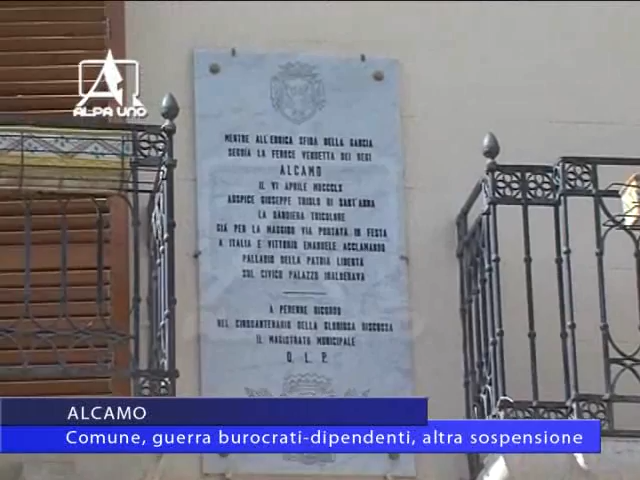 ALPA UNO
MENTRE ALL'EROICA SFIDA DELLA GANCIA
SEGUIA LA FEROCE VENDETTA DEI REGI
ALCAMO
IL VI APRILE MDCCCLX
AUSPICE GIUSEPPE TRIOLO DI SANT'ANNA
LA BANDIERA TRICOLORE
GIÀ PER LA MAGGIOR VIA PORTATA IN FESTA
A ITALIA E VITTORIO EMANUELE ACCLAMANDO
PALLADIO DELLA PATRIA LIBERTÀ
SUL CIVICO PALAZZO INALBERAVA
A PERENNE RICORDO
NEL CINQUANTENARIO DELLA GLORIOSA RISCOSSA
IL MAGISTRATO MUNICIPALE
Q. L. P.
ALCAMO
Comune, guerra burocrati-dipendenti, altra sospensione